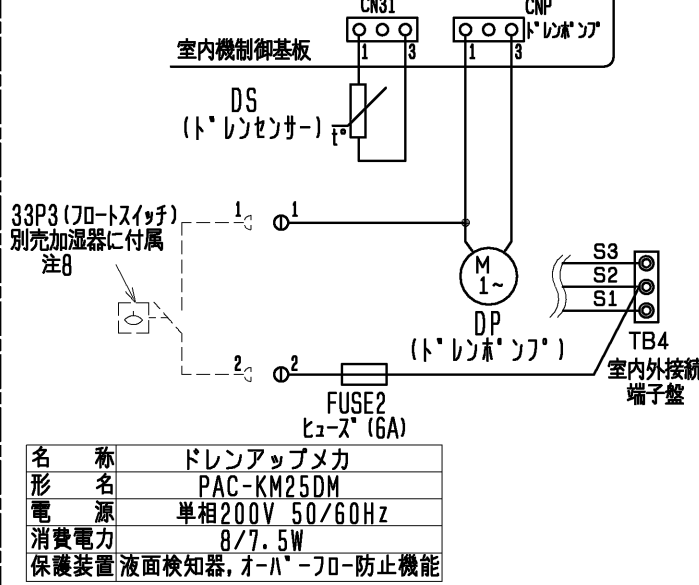 CN31
CNP
ドレンポンプ
1 3
1 3
室内機制御基板
DS
(ドレンセンサー)
t°
33P3(フロートスイッチ)
別売加湿器に付属
注8
1 1
M
1~
DP
(ドレンポンプ)
S3
S2
S1
TB4
室内外接続
端子盤
2 2
FUSE2
ヒューズ(6A)
名 称 ドレンアップメカ
形 名 PAC-KM25DM
電 源 単相200V 50/60Hz
消費電力 8/7.5W
保護装置 液面検知器,オーバーフロー防止機能